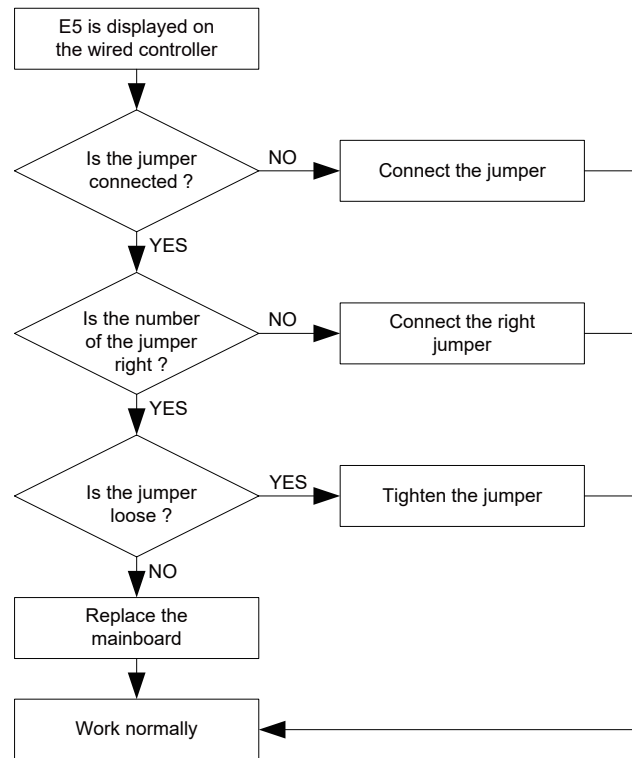 E5 is displayed on
the wired controller
Is the jumper
connected ?
NO
Connect the jumper
YES
Is the number
of the jumper
right ?
NO
Connect the right
jumper
YES
Is the jumper
loose ?
YES
Tighten the jumper
NO
Replace the
mainboard
Work normally